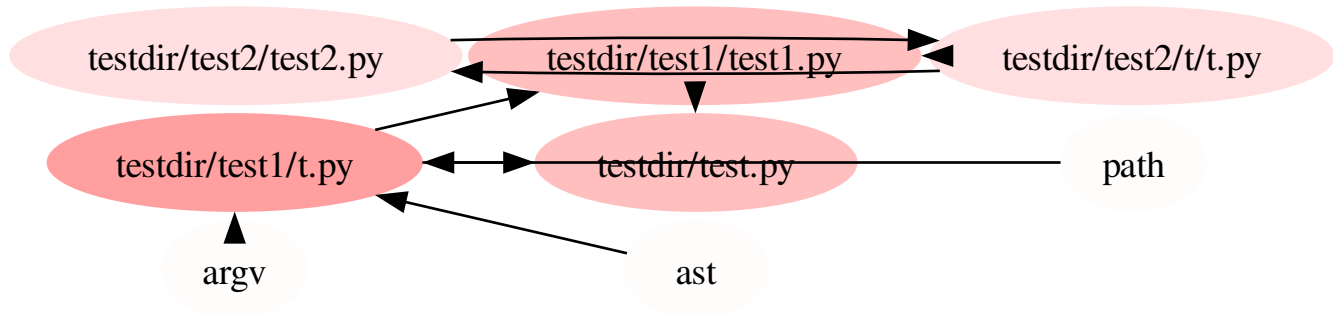 testdir/test2/test2.py
testdir/test1/test1.py
testdir/test2/t/t.py
testdir/test1/t.py
testdir/test.py
path
argv
ast